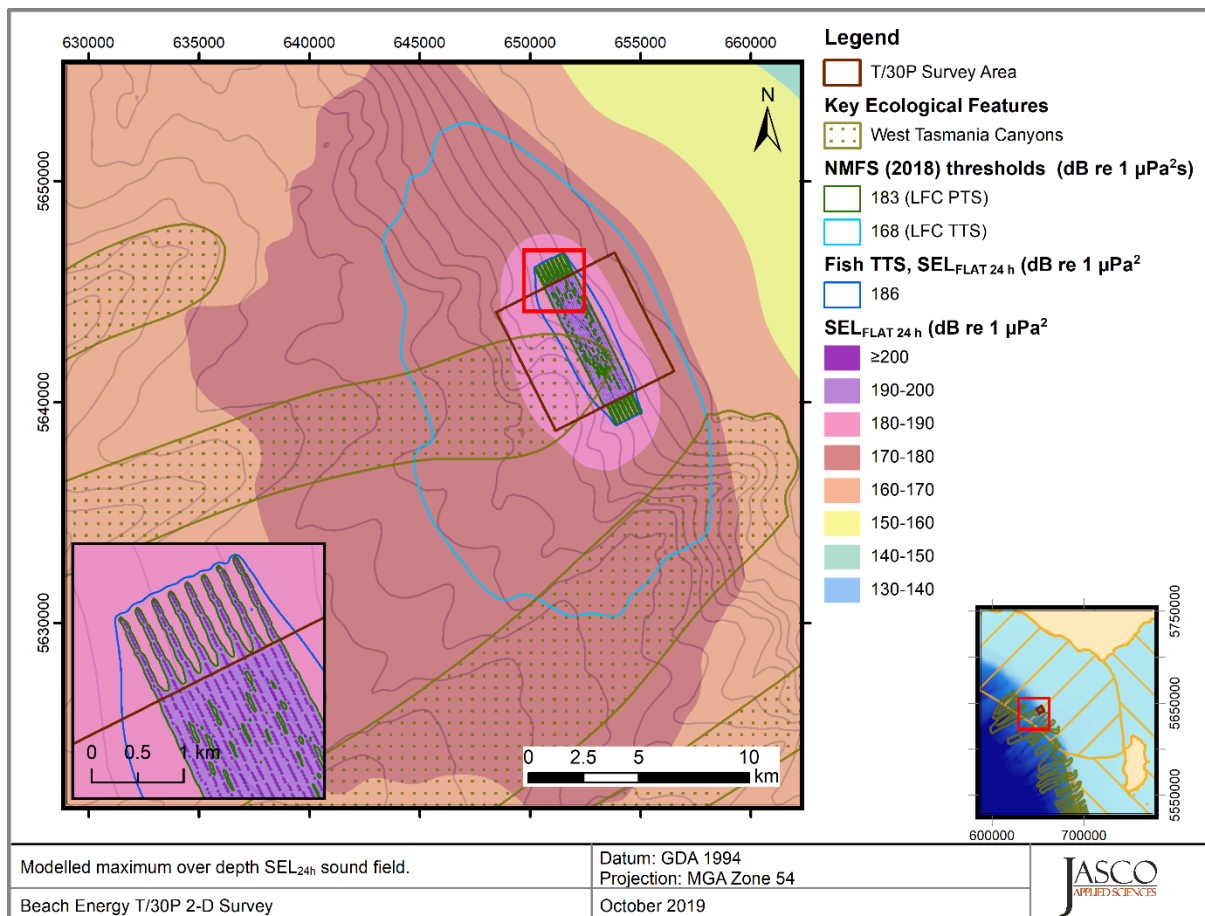 630000 635000 640000 645000 650000 655000 660000
5650000
5640000
5630000
N
0 0.5 1 km
0 2.5 5 10
km
Legend
T/30P Survey Area
Key Ecological Features
West Tasmania Canyons
NMFS (2018) thresholds (dB re 1 µPa²s)
183 (LFC PTS)
168 (LFC TTS)
Fish TTS, SELFLAT 24 h (dB re 1 µPa²
186
SELFLAT 24 h (dB re 1 µPa²
≥200
190-200
180-190
170-180
160-170
150-160
140-150
130-140
5750000
5650000
5550000
600000 700000
Modelled maximum over depth SEL24h sound field.
Beach Energy T/30P 2-D Survey
Datum: GDA 1994
Projection: MGA Zone 54
October 2019
JASCO
APPLIED SCIENCES